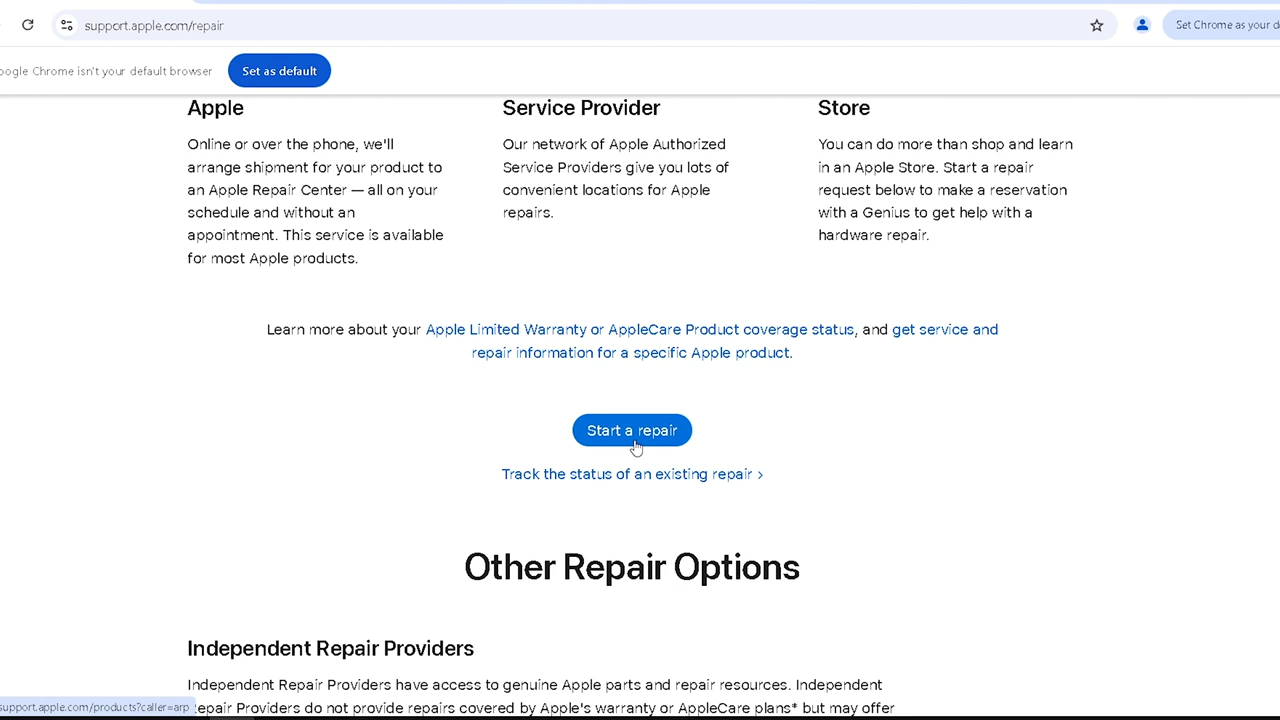 support.apple.com/repair
Set Chrome as your d
oogle Chrome isn't your default browser
Set as default
Apple
Online or over the phone, we'll
arrange shipment for your product to
an Apple Repair Center — all on your
schedule and without an
appointment. This service is available
for most Apple products.
Service Provider
Our network of Apple Authorized
Service Providers give you lots of
convenient locations for Apple
repairs.
Store
You can do more than shop and learn
in an Apple Store. Start a repair
request below to make a reservation
with a Genius to get help with a
hardware repair.
Learn more about your Apple Limited Warranty or AppleCare Product coverage status, and get service and
repair information for a specific Apple product.
Start a repair
Track the status of an existing repair >
Other Repair Options
Independent Repair Providers
Independent Repair Providers have access to genuine Apple parts and repair resources. Independent
epair Providers do not provide repairs covered by Apple's warranty or AppleCare plans* but may offer
support.apple.com/products?caller=arp